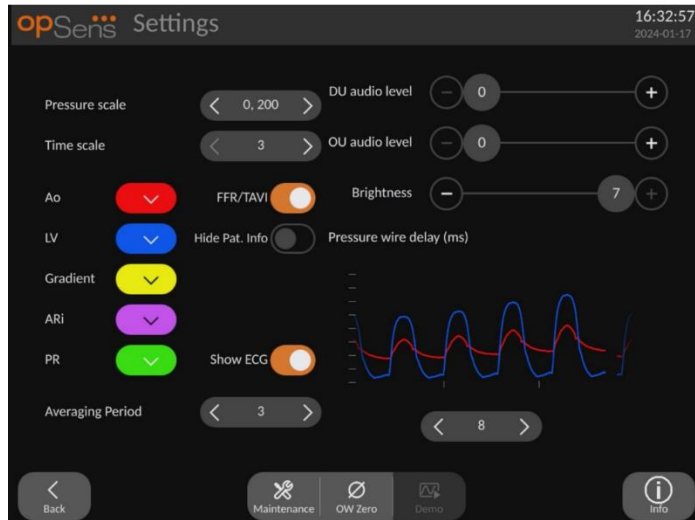 opSens Settings
16:32:57
2024-01-17
Pressure scale
0, 200
DU audio level
0
Time scale
3
OU audio level
0
Ao
FFR/TAVI
Brightness
7
LV
Hide Pat. Info
Pressure wire delay (ms)
Gradient
ARi
PR
Show ECG
Averaging Period
3
8
Back
Maintenance
OW Zero
Demo
Info